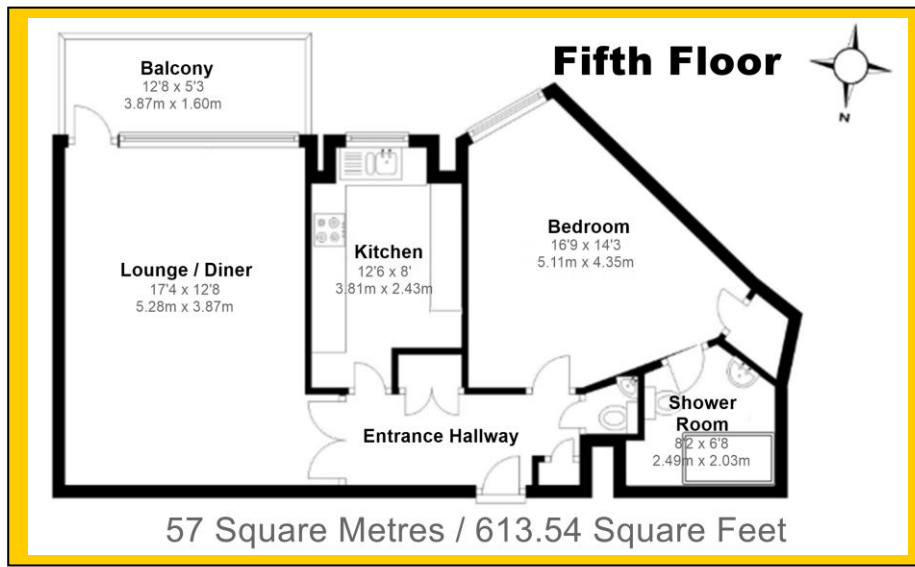 Fifth Floor
N
Balcony
12'8 x 5'3
3.87m x 1.60m
Lounge / Diner
17'4 x 12'8
5.28m x 3.87m
Kitchen
12'6 x 8'
3.81m x 2.43m
Bedroom
16'9 x 14'3
5.11m x 4.35m
Entrance Hallway
Shower
Room
8'2 x 6'8
2.49m x 2.03m
57 Square Metres / 613.54 Square Feet